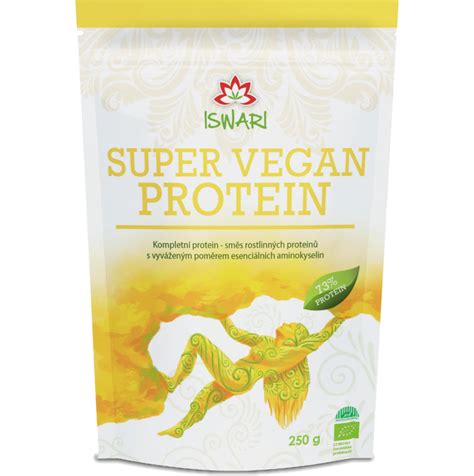 ISWARI
SUPER VEGAN
PROTEIN
Kompletní protein - směs rostlinných proteinů
s vyváženým poměrem esenciálních aminokyselin
73%
PROTEIN
250 g